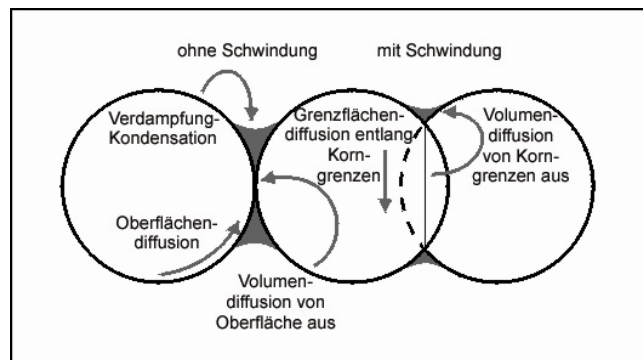 ohne Schwindung
mit Schwindung
Verdampfung-
Kondensation
Grenzflächen-
diffusion entlang
Korn-
grenzen
Volumen-
diffusion
von Korn-
grenzen aus
Oberflächen-
diffusion
Volumen-
diffusion von
Oberfläche aus